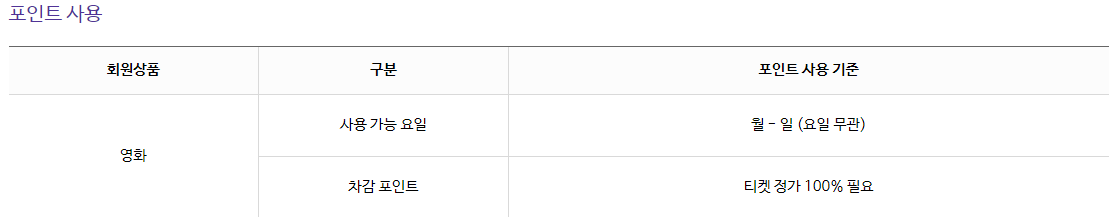 포인트 사용
회원상품 구분 포인트 사용 기준
영화
사용 가능 요일 월 - 일 (요일 무관)
차감 포인트 티켓 정가 100% 필요